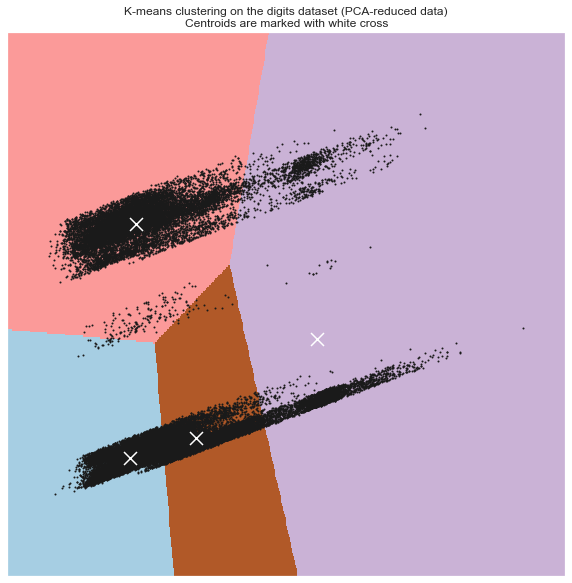 K-means clustering on the digits dataset (PCA-reduced data)
Centroids are marked with white cross